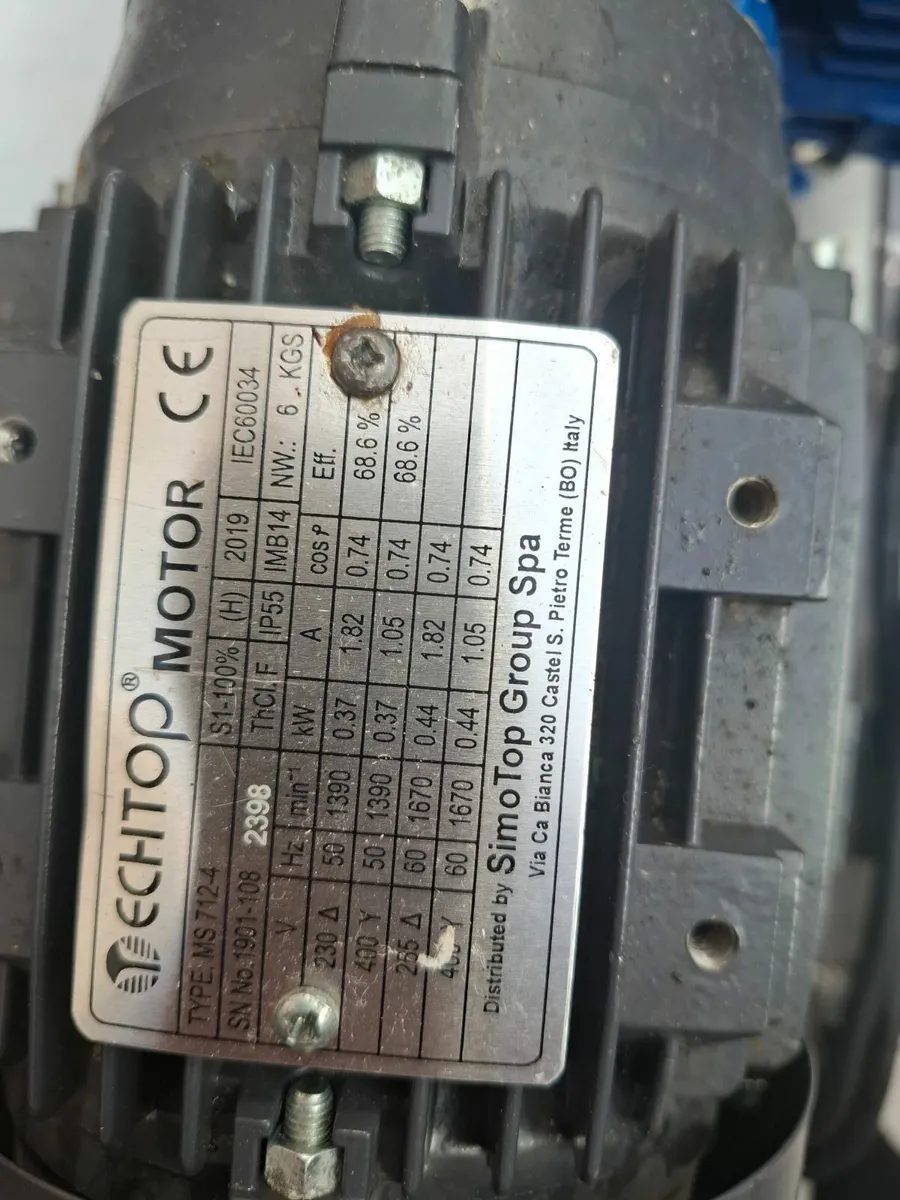 TECHTOP® MOTOR CE
TYPE. MS 712-4 S1-100% (H) 2019 IEC60034
SN No.1901-108 2398 ThCl. F IP55 IMB14 NW.: 6 . KGS
V Hz min⁻¹ kW A cosφ Eff.
230 Δ 50 1390 0.37 1.82 0.74 68.6 %
400 Y 50 1390 0.37 1.05 0.74 68.6 %
Δ 60 1670 0.44 1.82 0.74
Y 60 1670 0.44 1.05 0.74
Distributed by SimoTop Group Spa
Via Ca Bianca 320 Castel S. Pietro Terme (BO) Italy